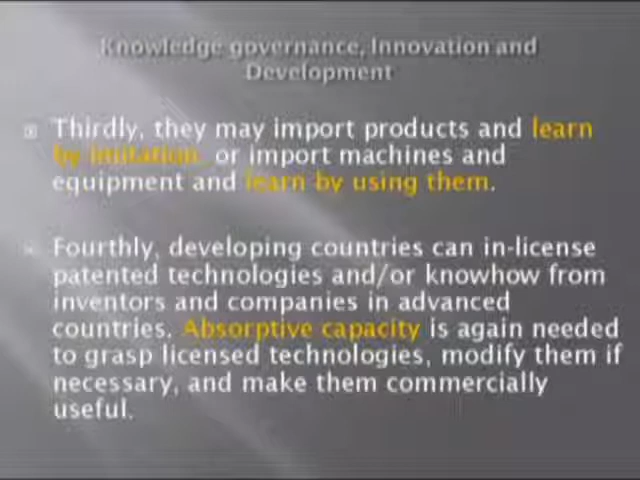 Knowledge governance, Innovation and
Development
Thirdly, they may import products and learn
by imitation, or import machines and
equipment and learn by using them.
Fourthly, developing countries can in-license
patented technologies and/or knowhow from
inventors and companies in advanced
countries. Absorptive capacity is again needed
to grasp licensed technologies, modify them if
necessary, and make them commercially
useful.